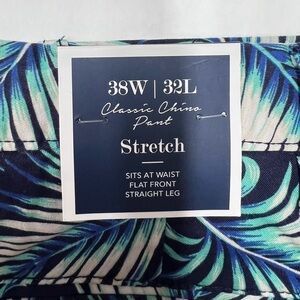 38W | 32L
Classic Chino
Pant
Stretch
SITS AT WAIST
FLAT FRONT
STRAIGHT LEG